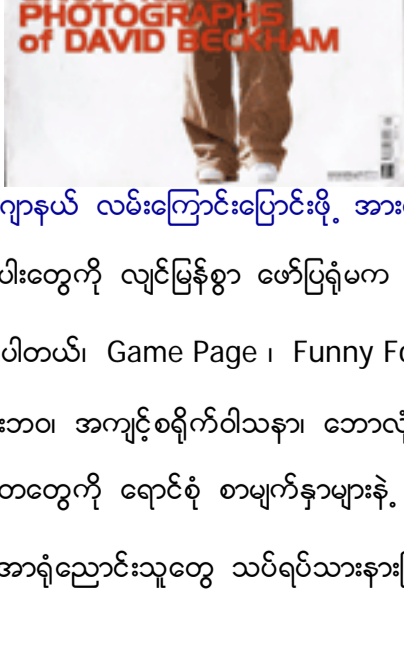 PHOTOGRAPHS
of DAVID BECKHAM
ဂျာနယ် လမ်းကြောင်းပြောင်းဖို့ အား
ပါးတွေကို လျင်မြန်စွာ ဖော်ပြရုံမက
ပါတယ်၊ Game Page ၊ Funny Fo
းဘဝ၊ အကျင့်စရိုက်ဝါသနာ၊ ဘောလုံ
တတွေကို ရောင်စုံ စာမျက်နှာများနဲ့
အာရုံညောင်းသူတွေ သပ်ရပ်သားနား